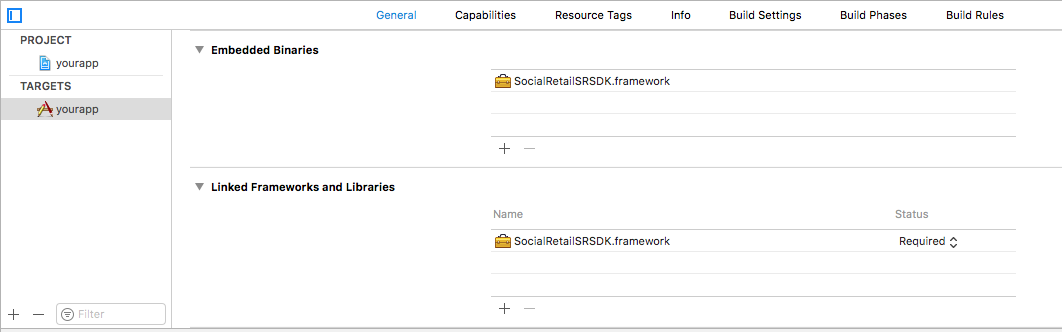 General Capabilities Resource Tags Info Build Settings Build Phases Build Rules
PROJECT
yourapp
TARGETS
yourapp
Embedded Binaries
SocialRetailSRSDK.framework
Linked Frameworks and Libraries
Name Status
SocialRetailSRSDK.framework Required
Filter